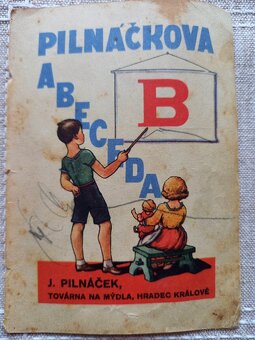 PILNÁČKOVA
ABECEDA
B
J. PILNÁČEK,
TOVÁRNA NA MÝDLA, HRADEC KRÁLOVÉ